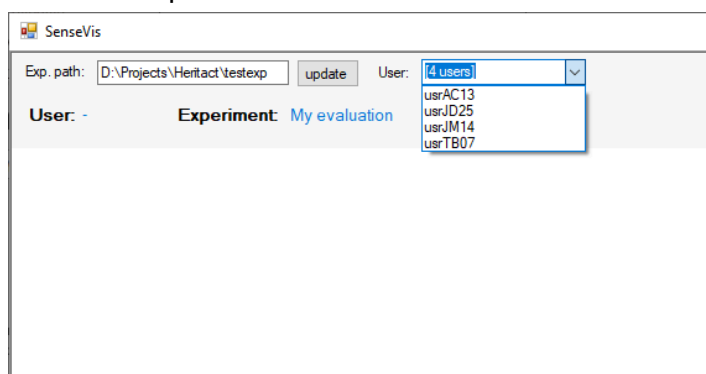 SenseVis
Exp. path: D:\Projects\Heritact\testexp update User: [4 users]
usrAC13
usrJD25
usrJM14
usrTB07
User: - Experiment: My evaluation